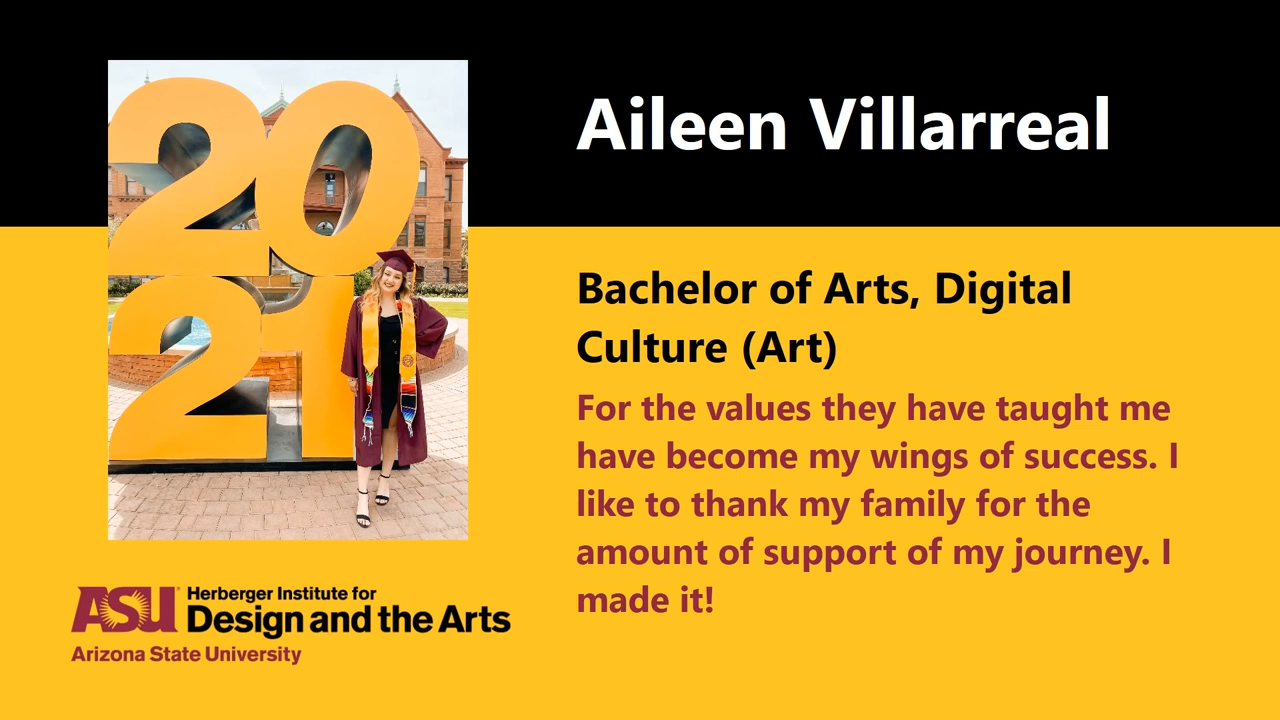 20
21
Aileen Villarreal
Bachelor of Arts, Digital
Culture (Art)
For the values they have taught me
have become my wings of success. I
like to thank my family for the
amount of support of my journey. I
made it!
ASU Herberger Institute for
Design and the Arts
Arizona State University